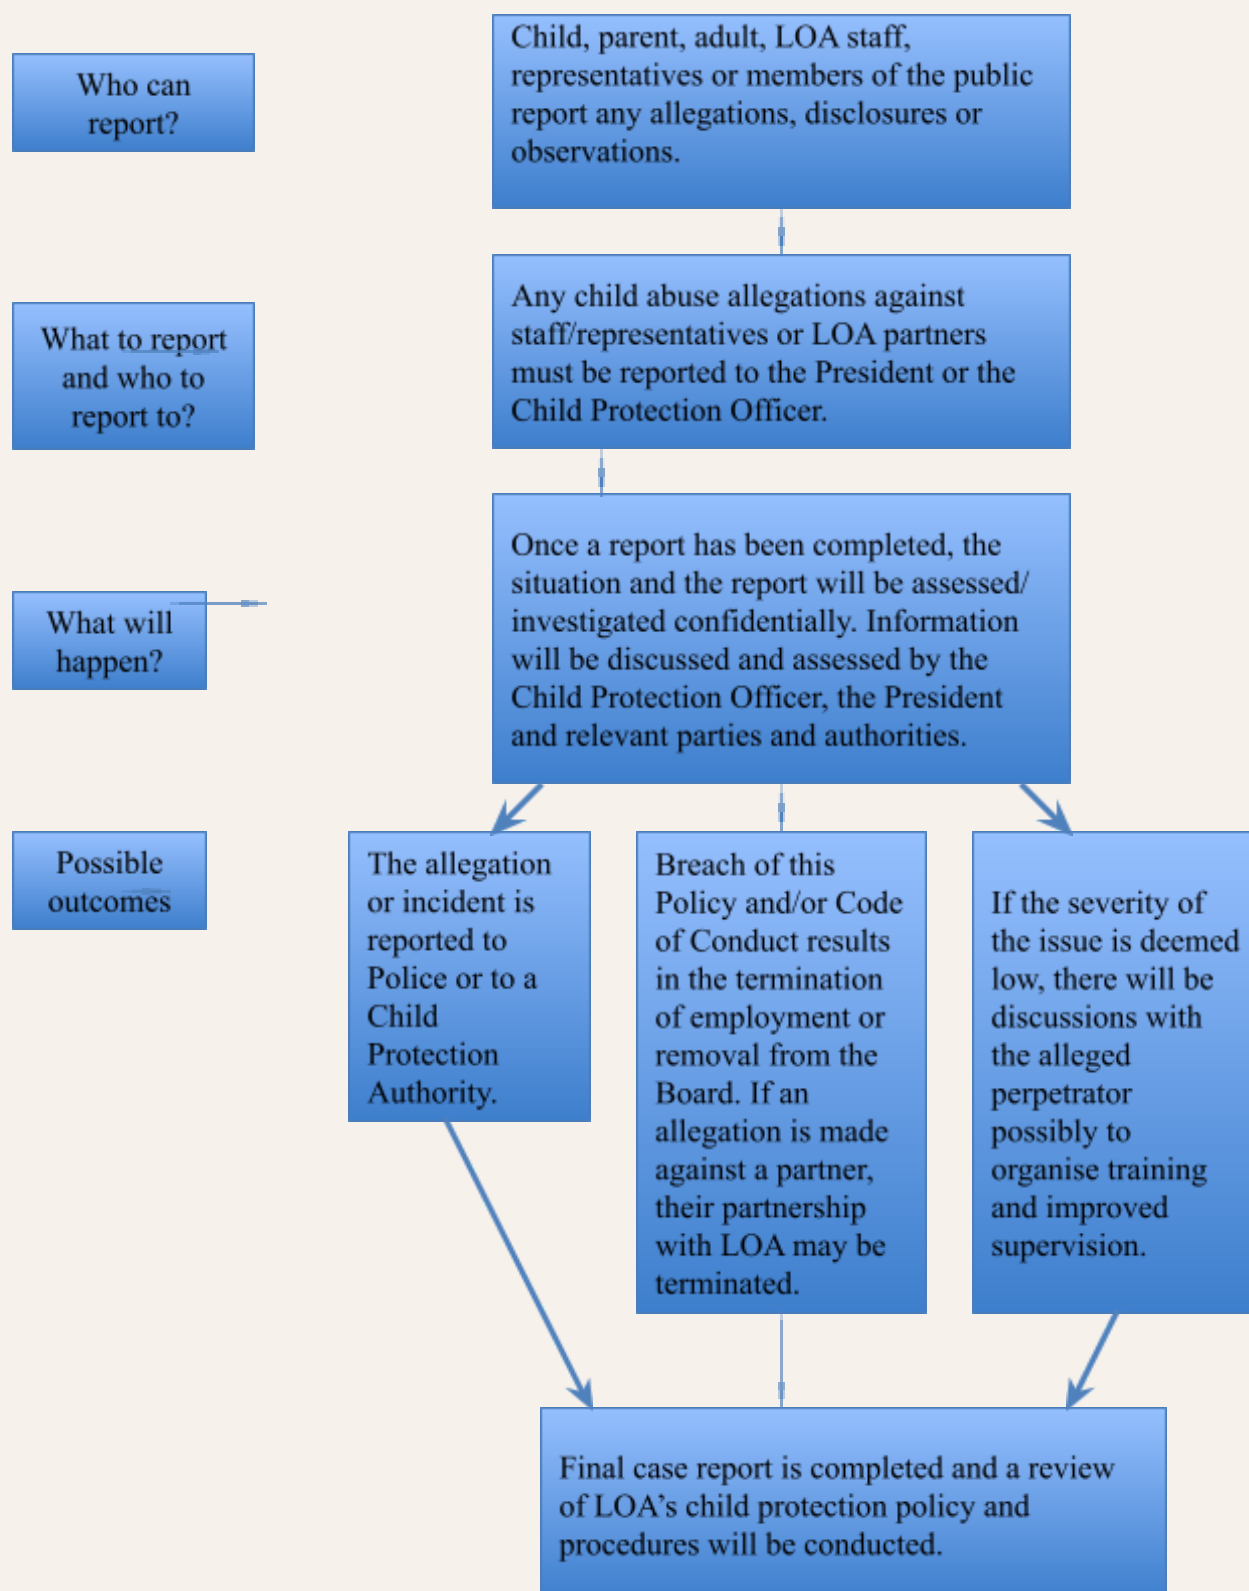 Who can
report?
Child, parent, adult, LOA staff,
representatives or members of the public
report any allegations, disclosures or
observations.
What to report
and who to
report to?
Any child abuse allegations against
staff/representatives or LOA partners
must be reported to the President or the
Child Protection Officer.
What will
happen?
Once a report has been completed, the
situation and the report will be assessed/
investigated confidentially. Information
will be discussed and assessed by the
Child Protection Officer, the President
and relevant parties and authorities.
Possible
outcomes
The allegation
or incident is
reported to
Police or to a
Child
Protection
Authority.
Breach of this
Policy and/or Code
of Conduct results
in the termination
of employment or
removal from the
Board. If an
allegation is made
against a partner,
their partnership
with LOA may be
terminated.
If the severity of
the issue is deemed
low, there will be
discussions with
the alleged
perpetrator
possibly to
organise training
and improved
supervision.
Final case report is completed and a review
of LOA’s child protection policy and
procedures will be conducted.